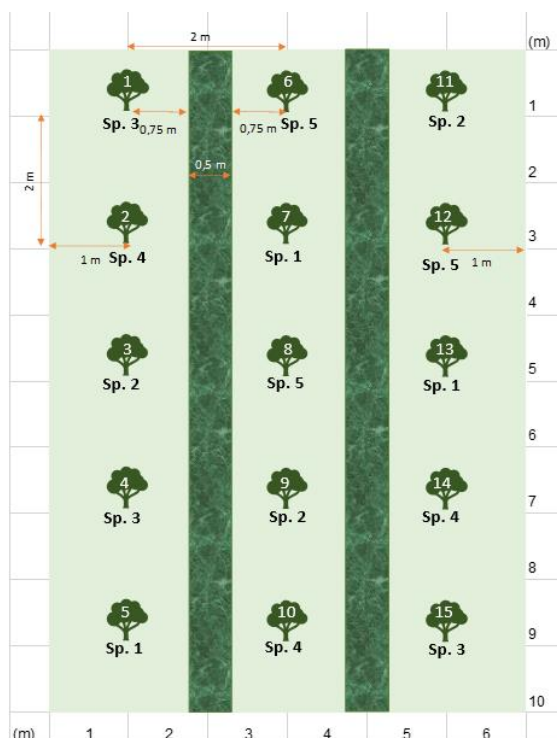 2 m
(m)
1 6 11
1
Sp. 3 Sp. 5 Sp. 2
0,75 m 0,75 m
2 m
0,5 m
2
2 7 12
3
Sp. 4 Sp. 1 Sp. 5
1 m 1 m
4
3 8 13
5
Sp. 2 Sp. 5 Sp. 1
6
4 9 14
7
Sp. 3 Sp. 2 Sp. 4
8
5 10 15
9
Sp. 1 Sp. 4 Sp. 3
10
(m) 1 2 3 4 5 6